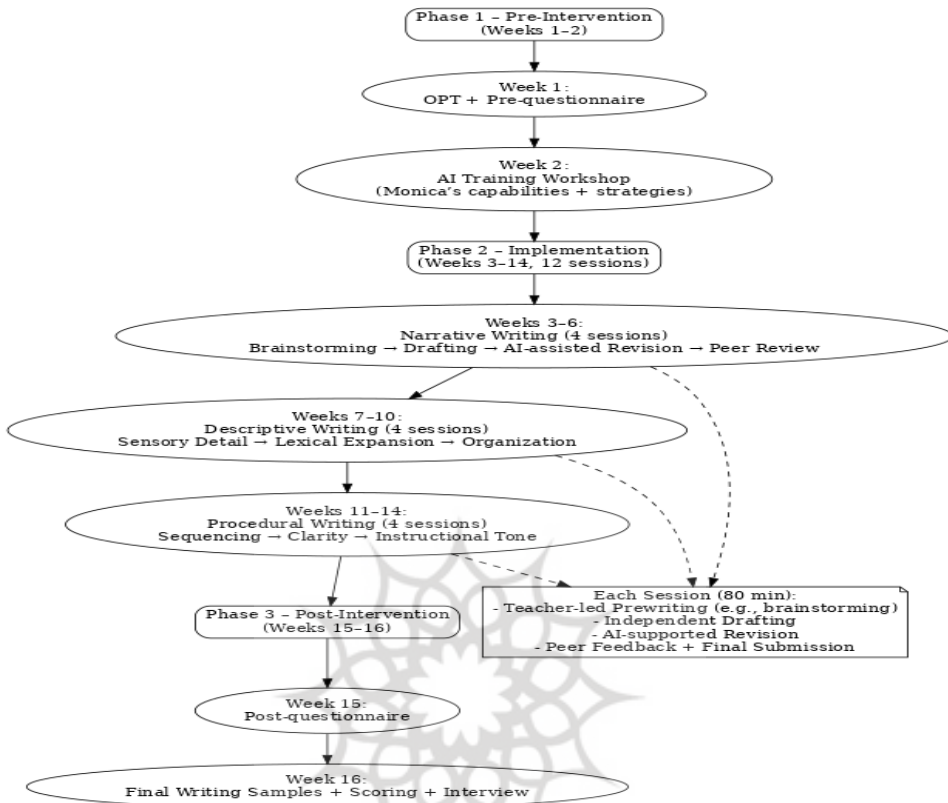 Phase 1 – Pre-Intervention
(Weeks 1–2)
Week 1:
OPT + Pre-questionnaire
Week 2:
AI Training Workshop
(Monica's capabilities + strategies)
Phase 2 – Implementation
(Weeks 3–14, 12 sessions)
Weeks 3–6:
Narrative Writing (4 sessions)
Brainstorming → Drafting → AI-assisted Revision → Peer Review
Weeks 7–10:
Descriptive Writing (4 sessions)
Sensory Detail → Lexical Expansion → Organization
Weeks 11–14:
Procedural Writing (4 sessions)
Sequencing → Clarity → Instructional Tone
Each Session (80 min):
- Teacher-led Prewriting (e.g., brainstorming)
- Independent Drafting
- AI-supported Revision
- Peer Feedback + Final Submission
Phase 3 – Post-Intervention
(Weeks 15–16)
Week 15:
Post-questionnaire
Week 16:
Final Writing Samples + Scoring + Interview